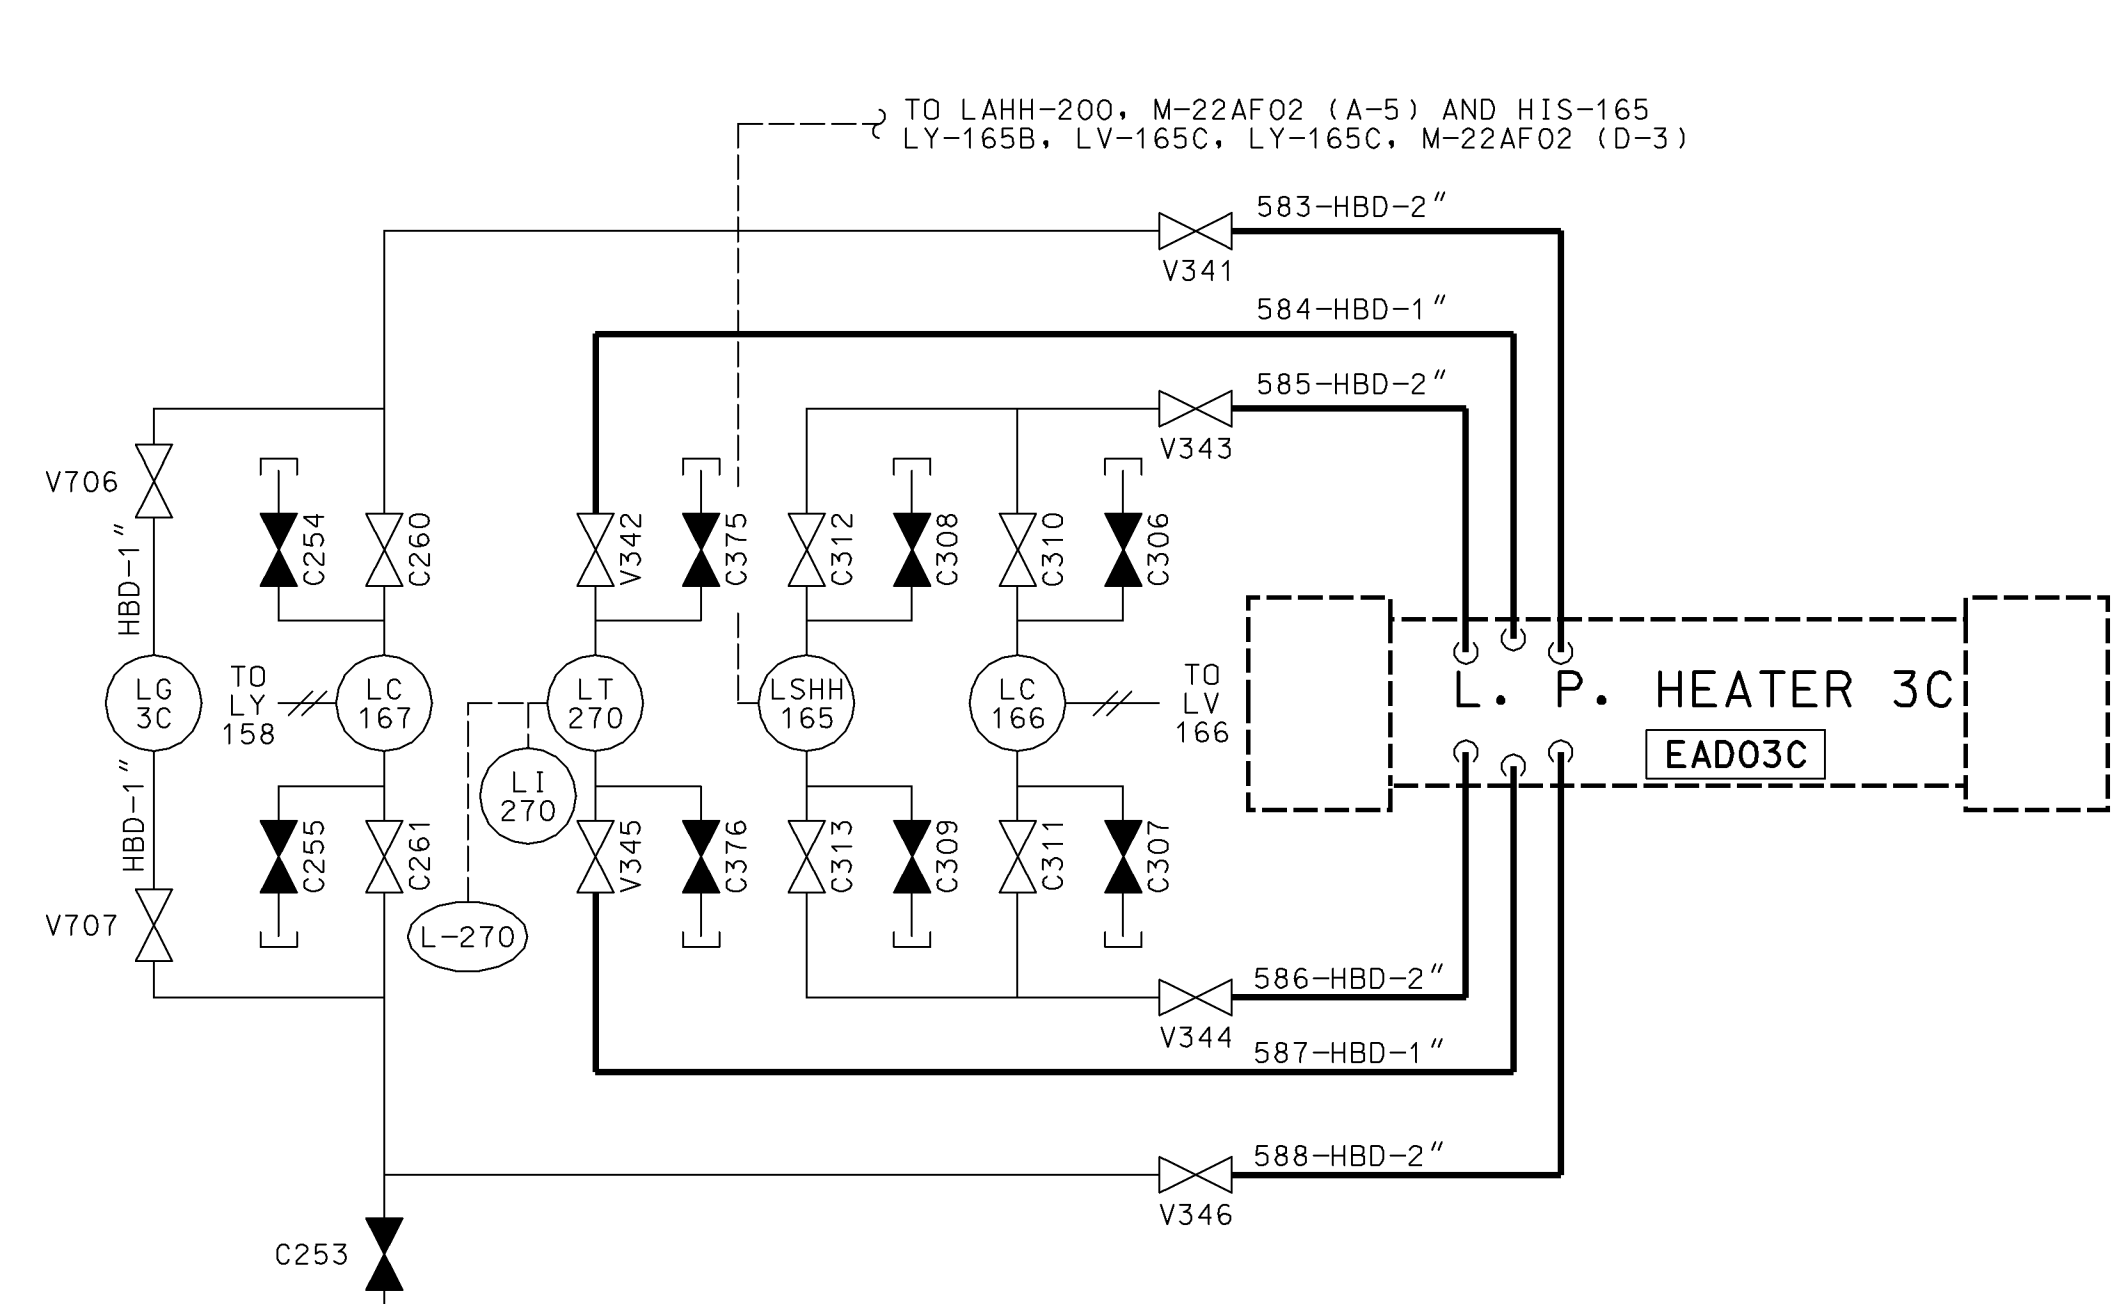 TO LAHH-200, M-22AF02 (A-5) AND HIS-165
LY-165B, LV-165C, LY-165C, M-22AF02 (D-3)
583-HBD-2"
V341
584-HBD-1"
585-HBD-2"
V343
V706
HBD-1"
C254
C260
V342
C375
C312
C308
C310
C306
LG
3C
TO
LY
158
LC
167
LT
270
LSHH
165
LC
166
TO
LV
166
L. P. HEATER 3C
EAD03C
LI
270
HBD-1"
C255
C261
V345
C376
C313
C309
C311
C307
V707
L-270
586-HBD-2"
V344
587-HBD-1"
588-HBD-2"
V346
C253